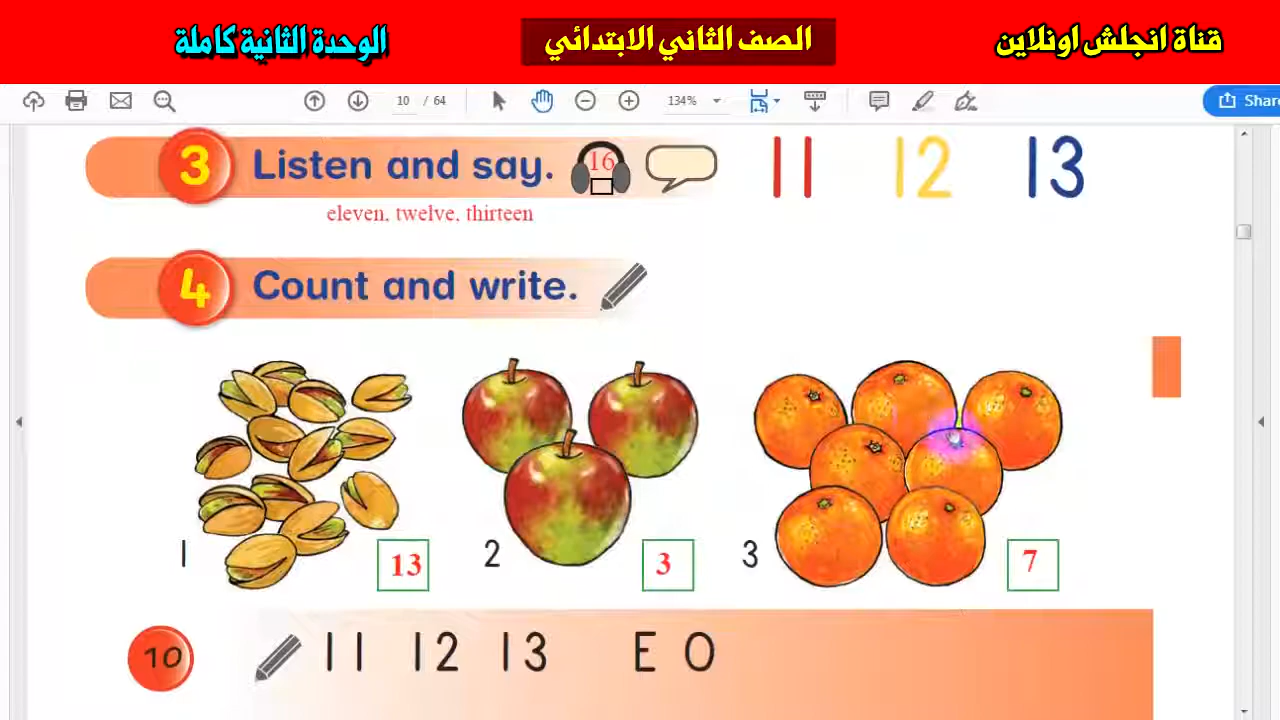 قناة انجلش اونلاين
الصف الثاني الابتدائي
الوحدة الثانية كاملة
10 / 64
134%
Share
3 Listen and say. 16 11 12 13
eleven, twelve, thirteen
4 Count and write.
1 13 2 3 3 7
10 11 12 13 E O